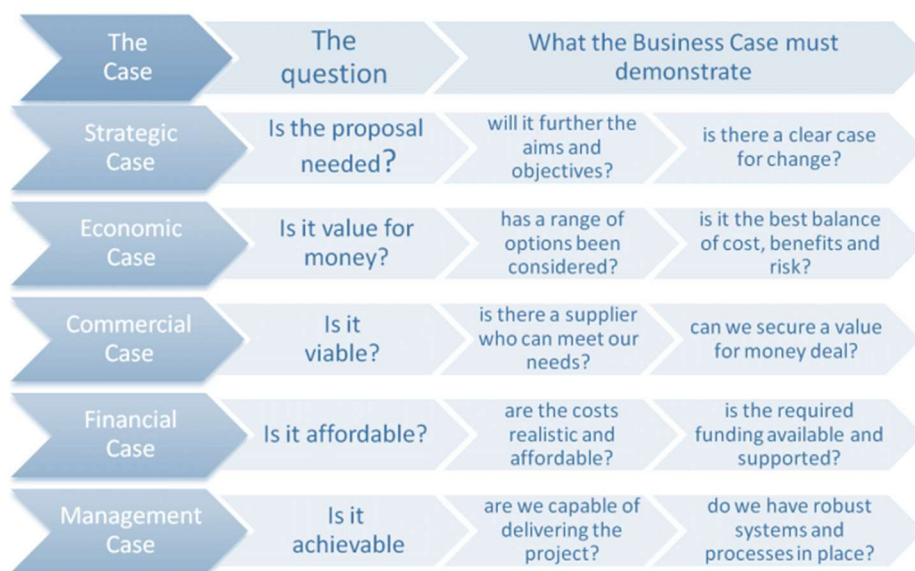 The
Case
The
question
What the Business Case must
demonstrate
Strategic
Case
Is the proposal
needed?
will it further the
aims and
objectives?
is there a clear case
for change?
Economic
Case
Is it value for
money?
has a range of
options been
considered?
is it the best balance
of cost, benefits and
risk?
Commercial
Case
Is it
viable?
is there a supplier
who can meet our
needs?
can we secure a value
for money deal?
Financial
Case
Is it affordable?
are the costs
realistic and
affordable?
is the required
funding available and
supported?
Management
Case
Is it
achievable
are we capable of
delivering the
project?
do we have robust
systems and
processes in place?